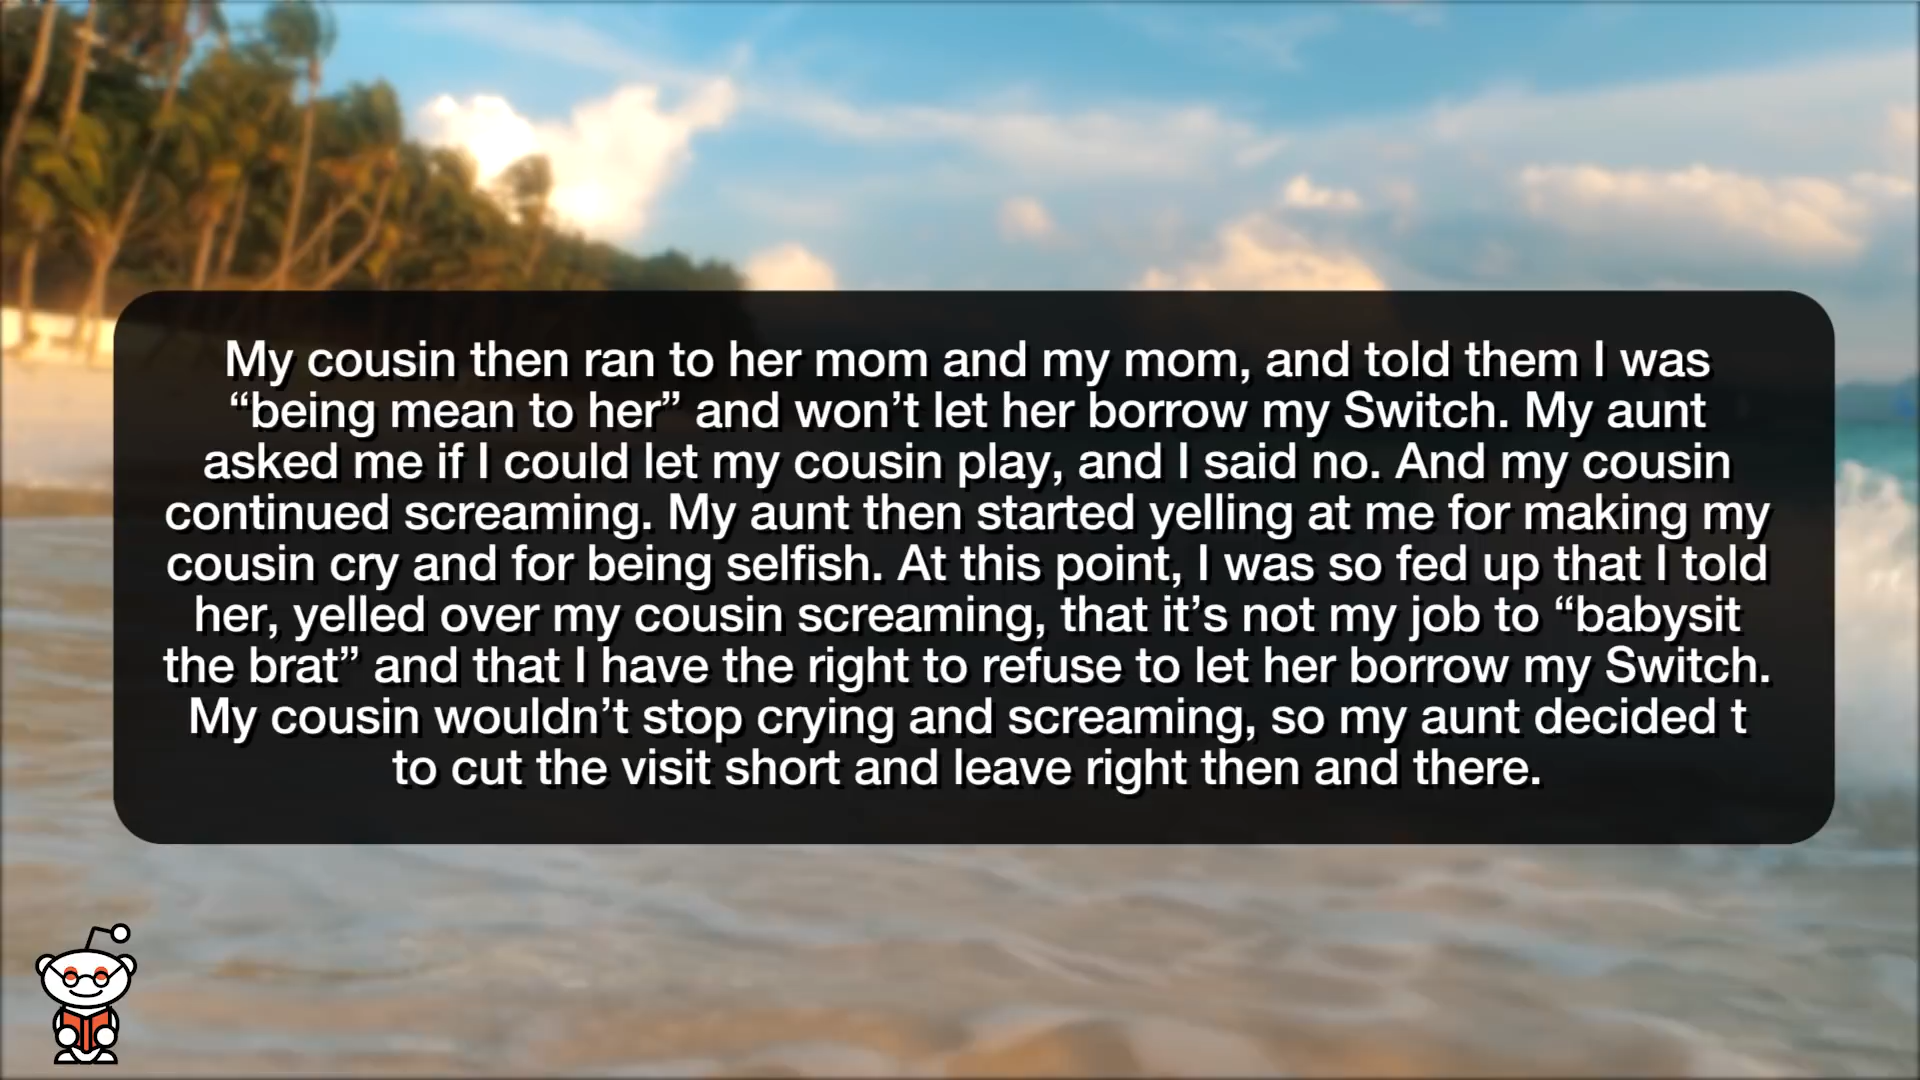 My cousin then ran to her mom and my mom, and told them I was
“being mean to her” and won’t let her borrow my Switch. My aunt
asked me if I could let my cousin play, and I said no. And my cousin
continued screaming. My aunt then started yelling at me for making my
cousin cry and for being selfish. At this point, I was so fed up that I told
her, yelled over my cousin screaming, that it’s not my job to “babysit
the brat” and that I have the right to refuse to let her borrow my Switch.
My cousin wouldn’t stop crying and screaming, so my aunt decided t
to cut the visit short and leave right then and there.